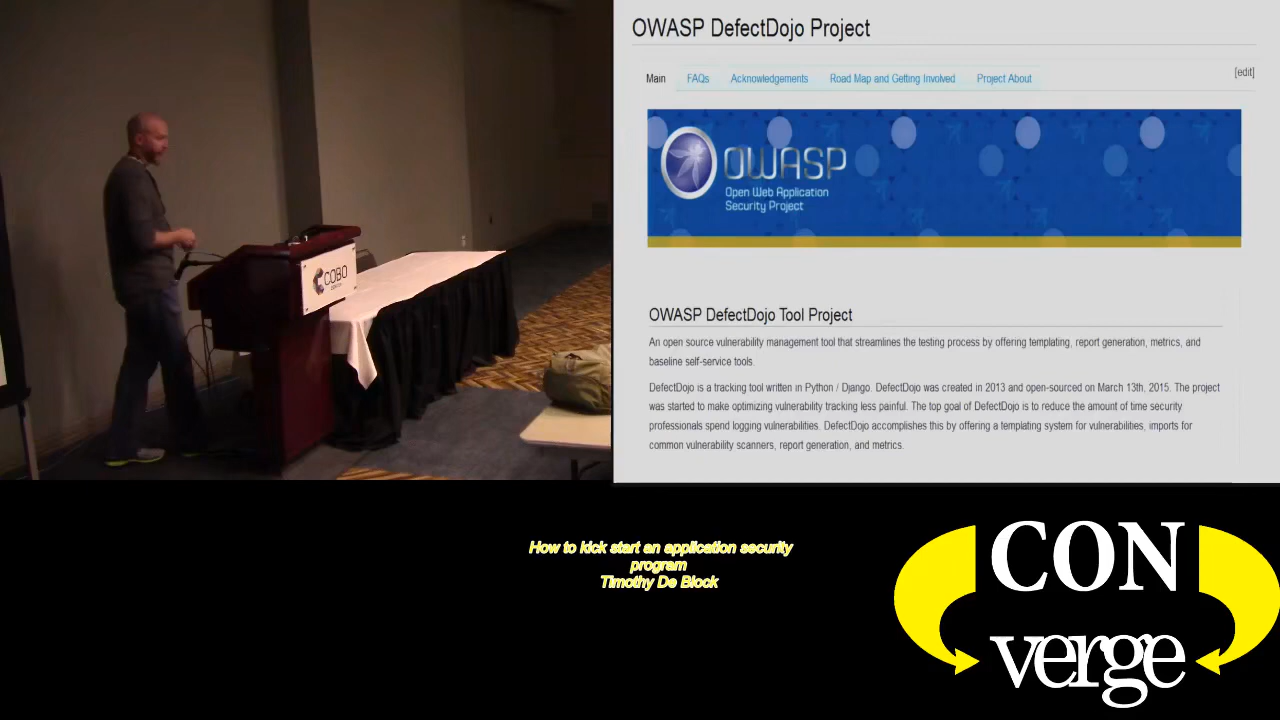 OWASP DefectDojo Project
Main FAQs Acknowledgements Road Map and Getting Involved Project About [edit]
OWASP
Open Web Application
Security Project
OWASP DefectDojo Tool Project
An open source vulnerability management tool that streamlines the testing process by offering templating, report generation, metrics, and
baseline self-service tools.
DefectDojo is a tracking tool written in Python / Django. DefectDojo was created in 2013 and open-sourced on March 13th, 2015. The project
was started to make optimizing vulnerability tracking less painful. The top goal of DefectDojo is to reduce the amount of time security
professionals spend logging vulnerabilities. DefectDojo accomplishes this by offering a templating system for vulnerabilities, imports for
common vulnerability scanners, report generation, and metrics.
COBO
How to kick start an application security
program
Timothy De Block
CON
verge